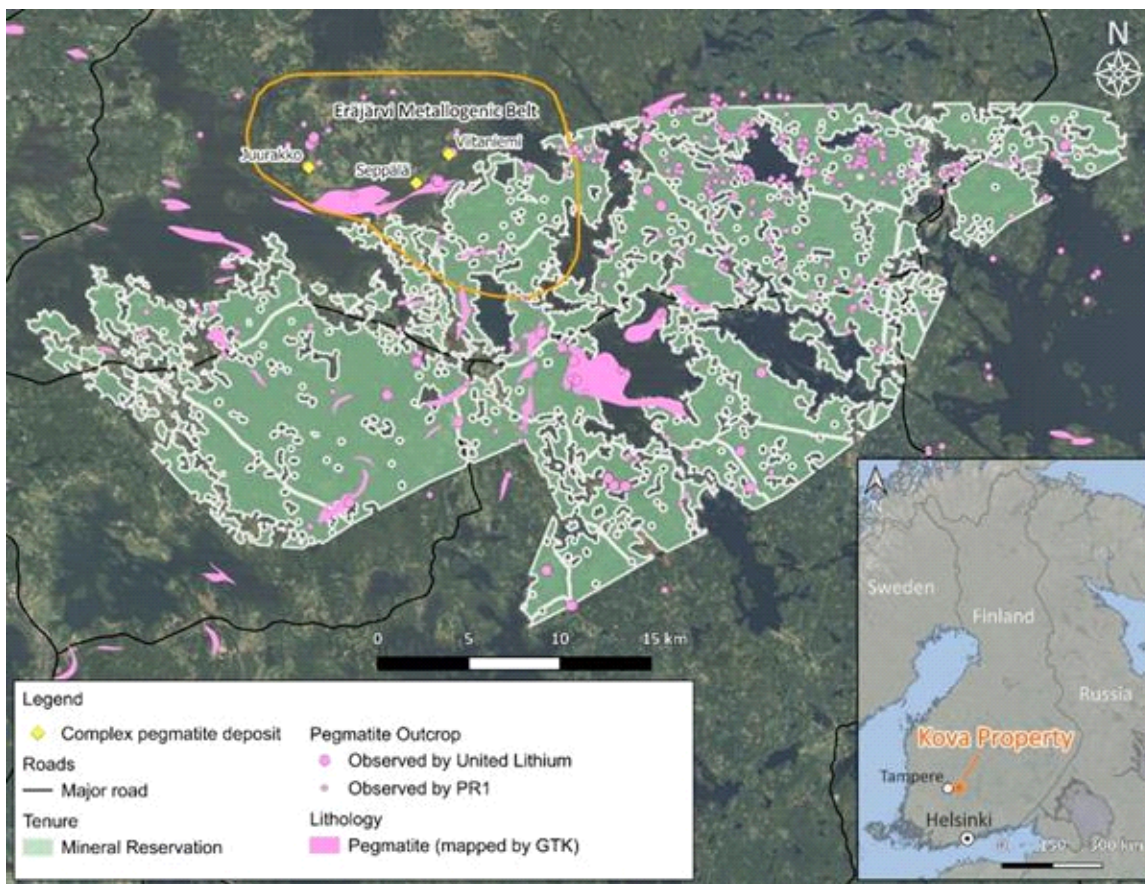 N
Eräjärvi Metallogenic Belt
Viitaniemi
Juurakko
Seppälä
0 5 10 15 km
Legend
Complex pegmatite deposit
Roads
Major road
Tenure
Mineral Reservation
Pegmatite Outcrop
Observed by United Lithium
Observed by PR1
Lithology
Pegmatite (mapped by GTK)
Sweden
Finland
Russia
Kova Property
Tampere
Helsinki
0 150 300 km